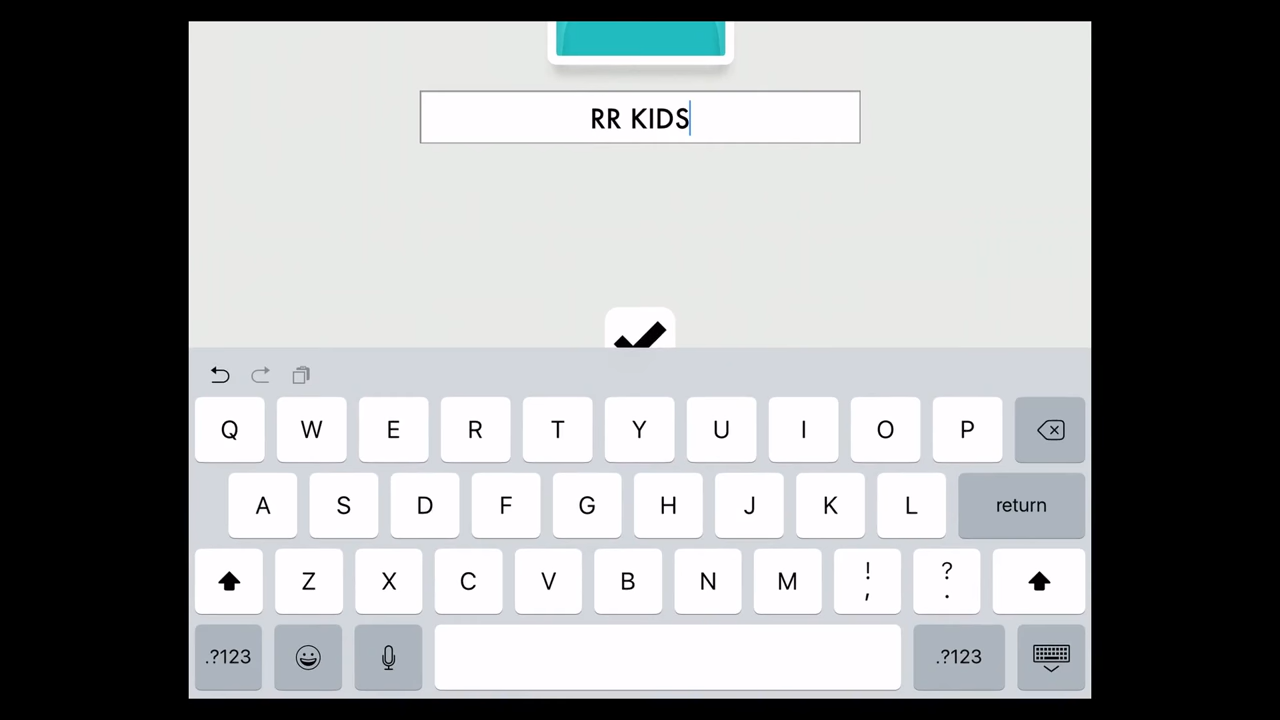 RR KIDS
Q W E R T Y U I O P
A S D F G H J K L return
Z X C V B N M ! , ? .
.?123 .?123